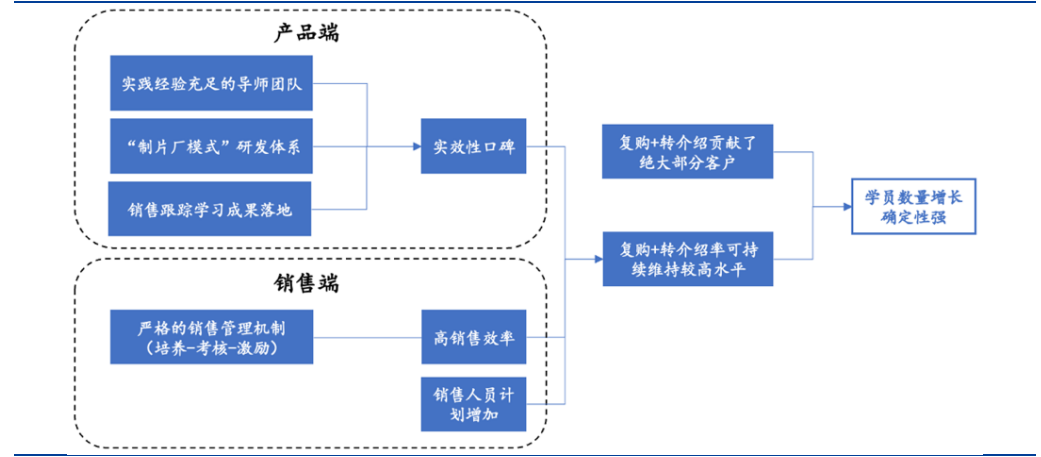 产品端
实践经验充足的导师团队
“制片厂模式”研发体系
销售跟踪学习成果落地
实效性口碑
销售端
严格的销售管理机制
（培养-考核-激励）
高销售效率
销售人员计
划增加
复购+转介绍贡献了
绝大部分客户
复购+转介绍率可持
续维持较高水平
学员数量增长
确定性强